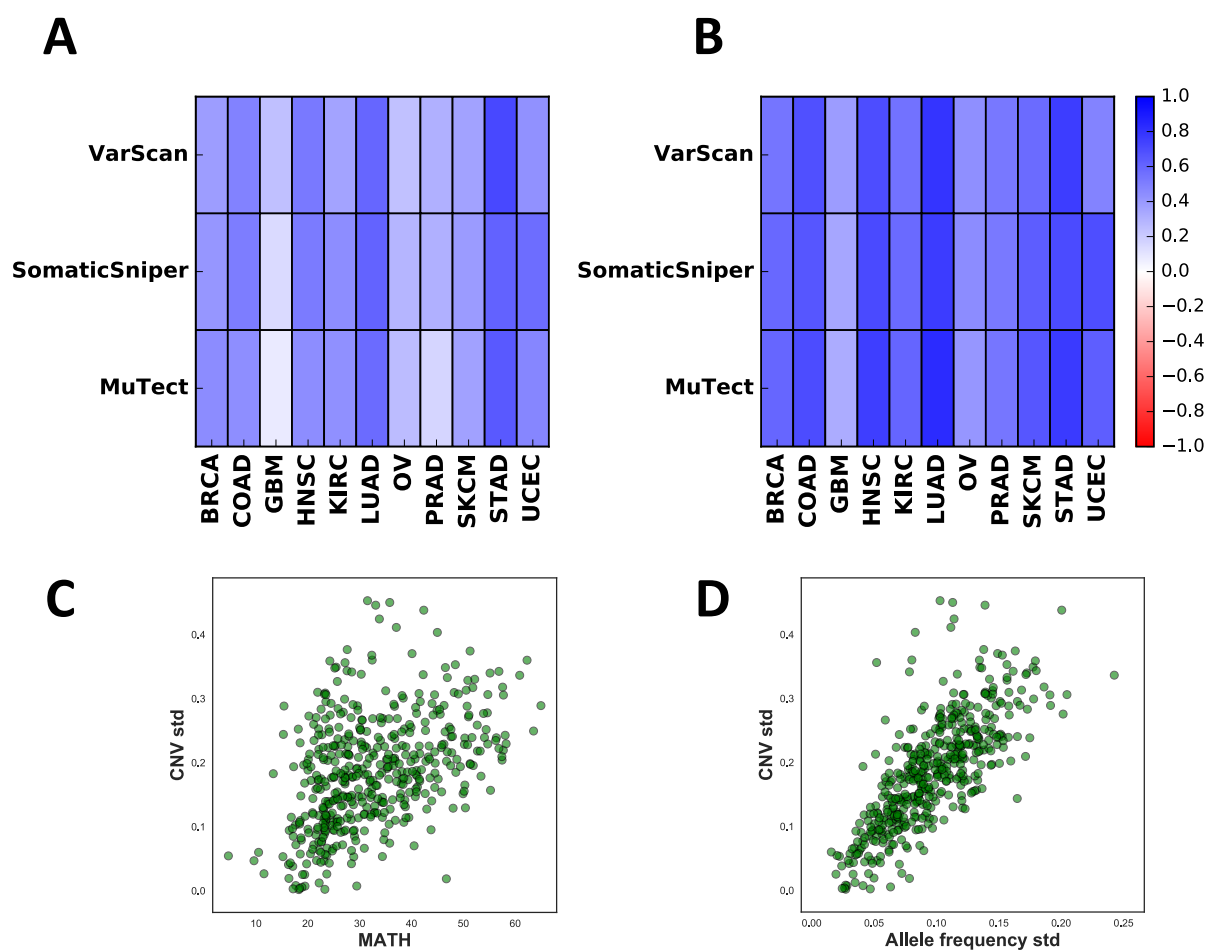 A
VarScan
SomaticSniper
MuTect
BRCA
COAD
GBM
HNSC
KIRC
LUAD
OV
PRAD
SKCM
STAD
UCEC
B
VarScan
SomaticSniper
MuTect
BRCA
COAD
GBM
HNSC
KIRC
LUAD
OV
PRAD
SKCM
STAD
UCEC
1.0
0.8
0.6
0.4
0.2
0.0
−0.2
−0.4
−0.6
−0.8
−1.0
C
CNV std
0.4
0.3
0.2
0.1
0.0
10 20 30 40 50 60
MATH
D
CNV std
0.4
0.3
0.2
0.1
0.0
0.00 0.05 0.10 0.15 0.20 0.25
Allele frequency std